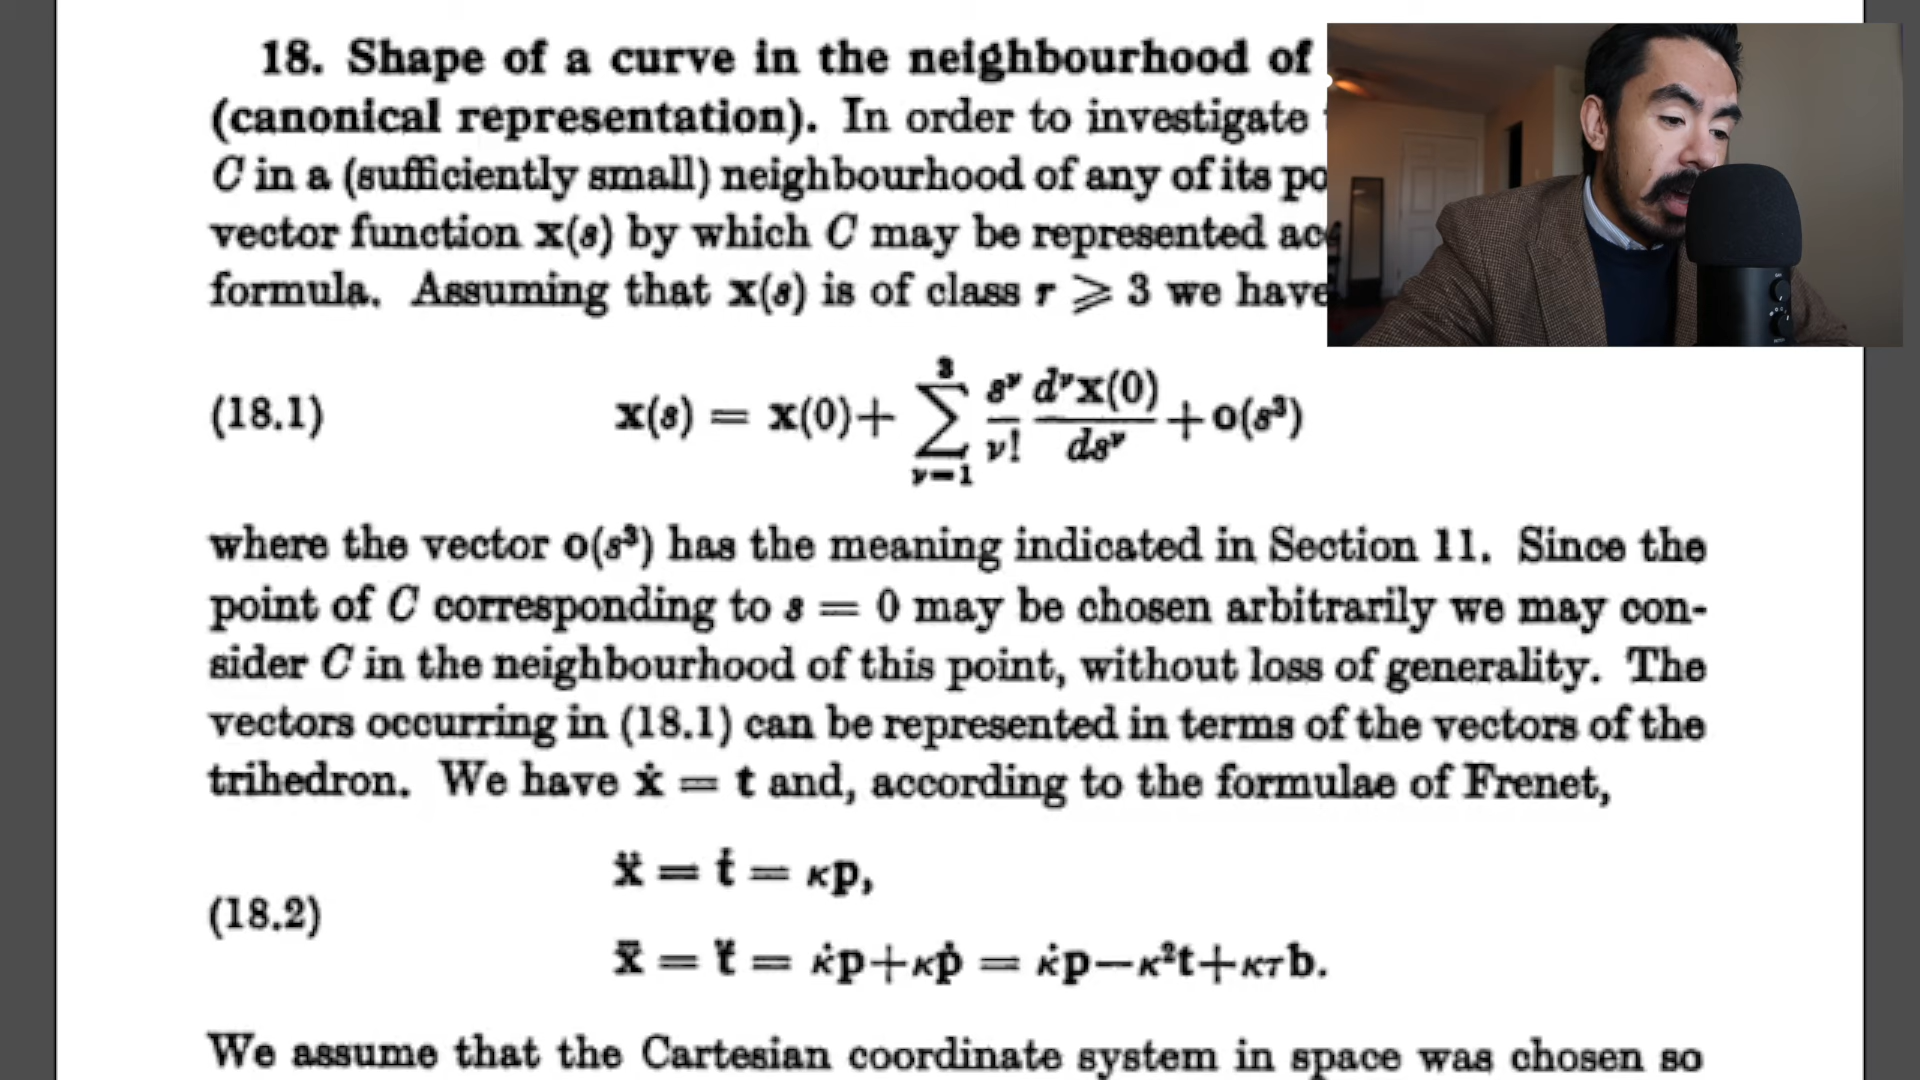 18. Shape of a curve in the neighbourhood of
(canonical representation). In order to investigate
C in a (sufficiently small) neighbourhood of any of its po
vector function x(s) by which C may be represented acc
formula. Assuming that x(s) is of class r ⩾ 3 we have
(18.1) x(s) = x(0)+ ∑_{ν=1}^{3} \frac{s^ν}{ν!} \frac{d^νx(0)}{ds^ν} +o(s³)
where the vector o(s³) has the meaning indicated in Section 11. Since the
point of C corresponding to s = 0 may be chosen arbitrarily we may con-
sider C in the neighbourhood of this point, without loss of generality. The
vectors occurring in (18.1) can be represented in terms of the vectors of the
trihedron. We have ẋ = t and, according to the formulae of Frenet,
ẍ = ṫ = κp,
(18.2)
x⃛ = ẗ = κ̇p+κṗ = κ̇p−κ²t+κτb.
We assume that the Cartesian coordinate system in space was chosen so